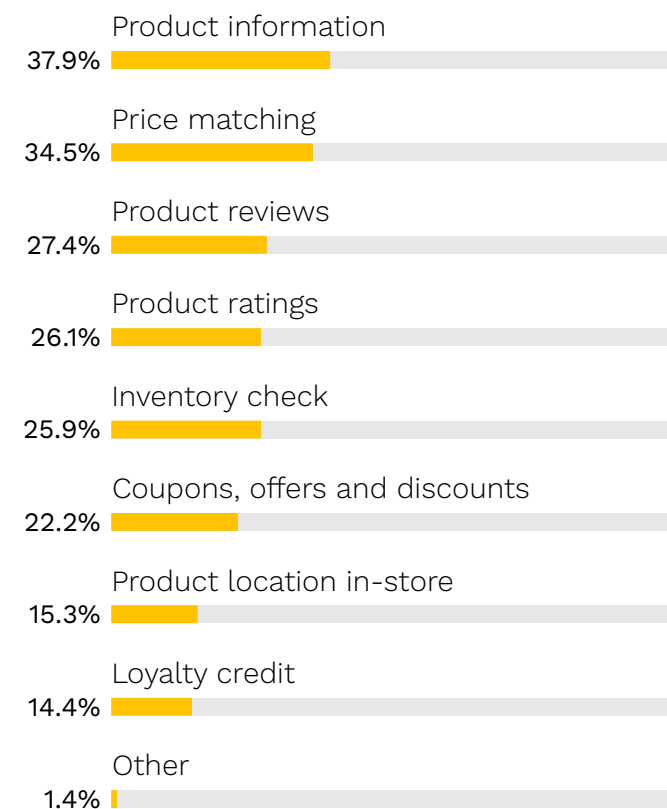 Product information
37.9%
Price matching
34.5%
Product reviews
27.4%
Product ratings
26.1%
Inventory check
25.9%
Coupons, offers and discounts
22.2%
Product location in-store
15.3%
Loyalty credit
14.4%
Other
1.4%